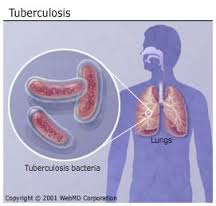 Tuberculosis
Lungs
Tuberculosis bacteria
Copyright © 2001 WebMD Corporation